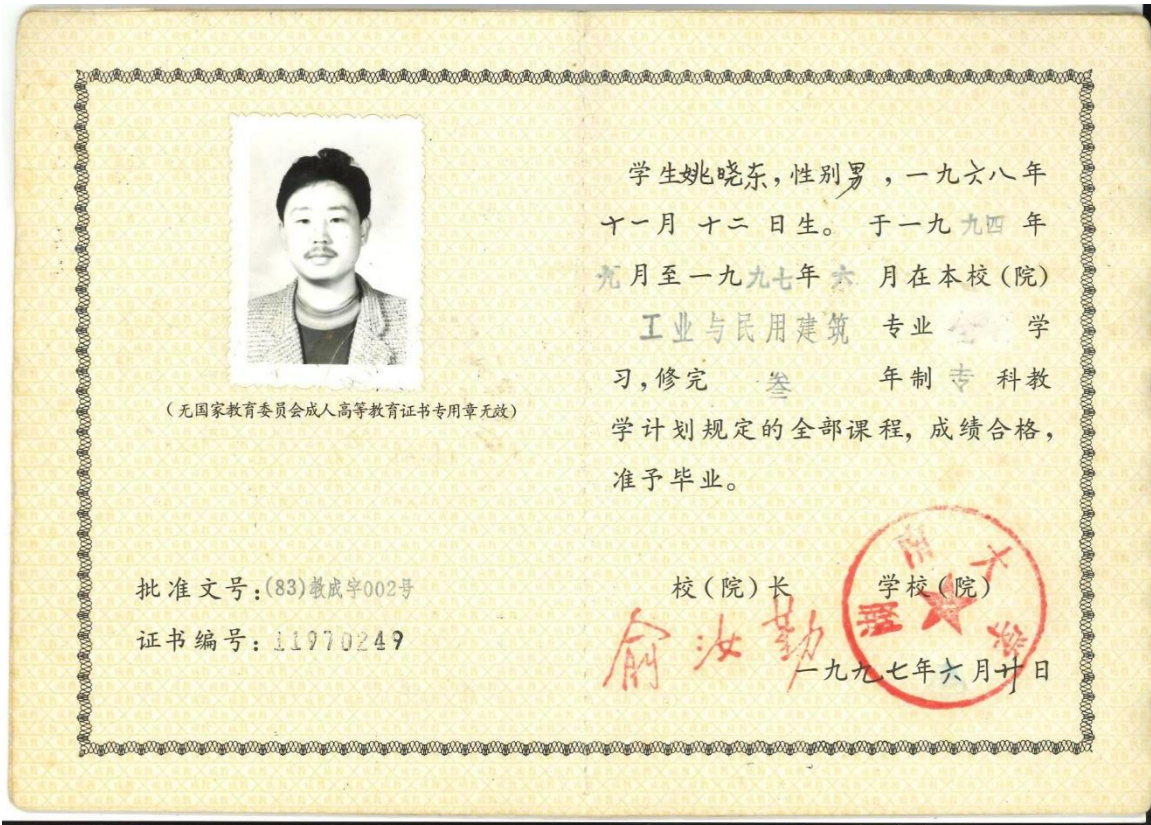 (无国家教育委员会成人高等教育证书专用章无效)
批准文号:(83)教成字002号
证书编号:11970249
学生姚晓东,性别男,一九六八年
十一月十二日生。于一九九四年
九月至一九九七年六月在本校(院)
工业与民用建筑 专业 学
习,修完 叁 年制 专 科教
学计划规定的全部课程,成绩合格,
准予毕业。
校(院)长 学校(院)
俞汝勤
湖南大学
一九九七年六月廿日